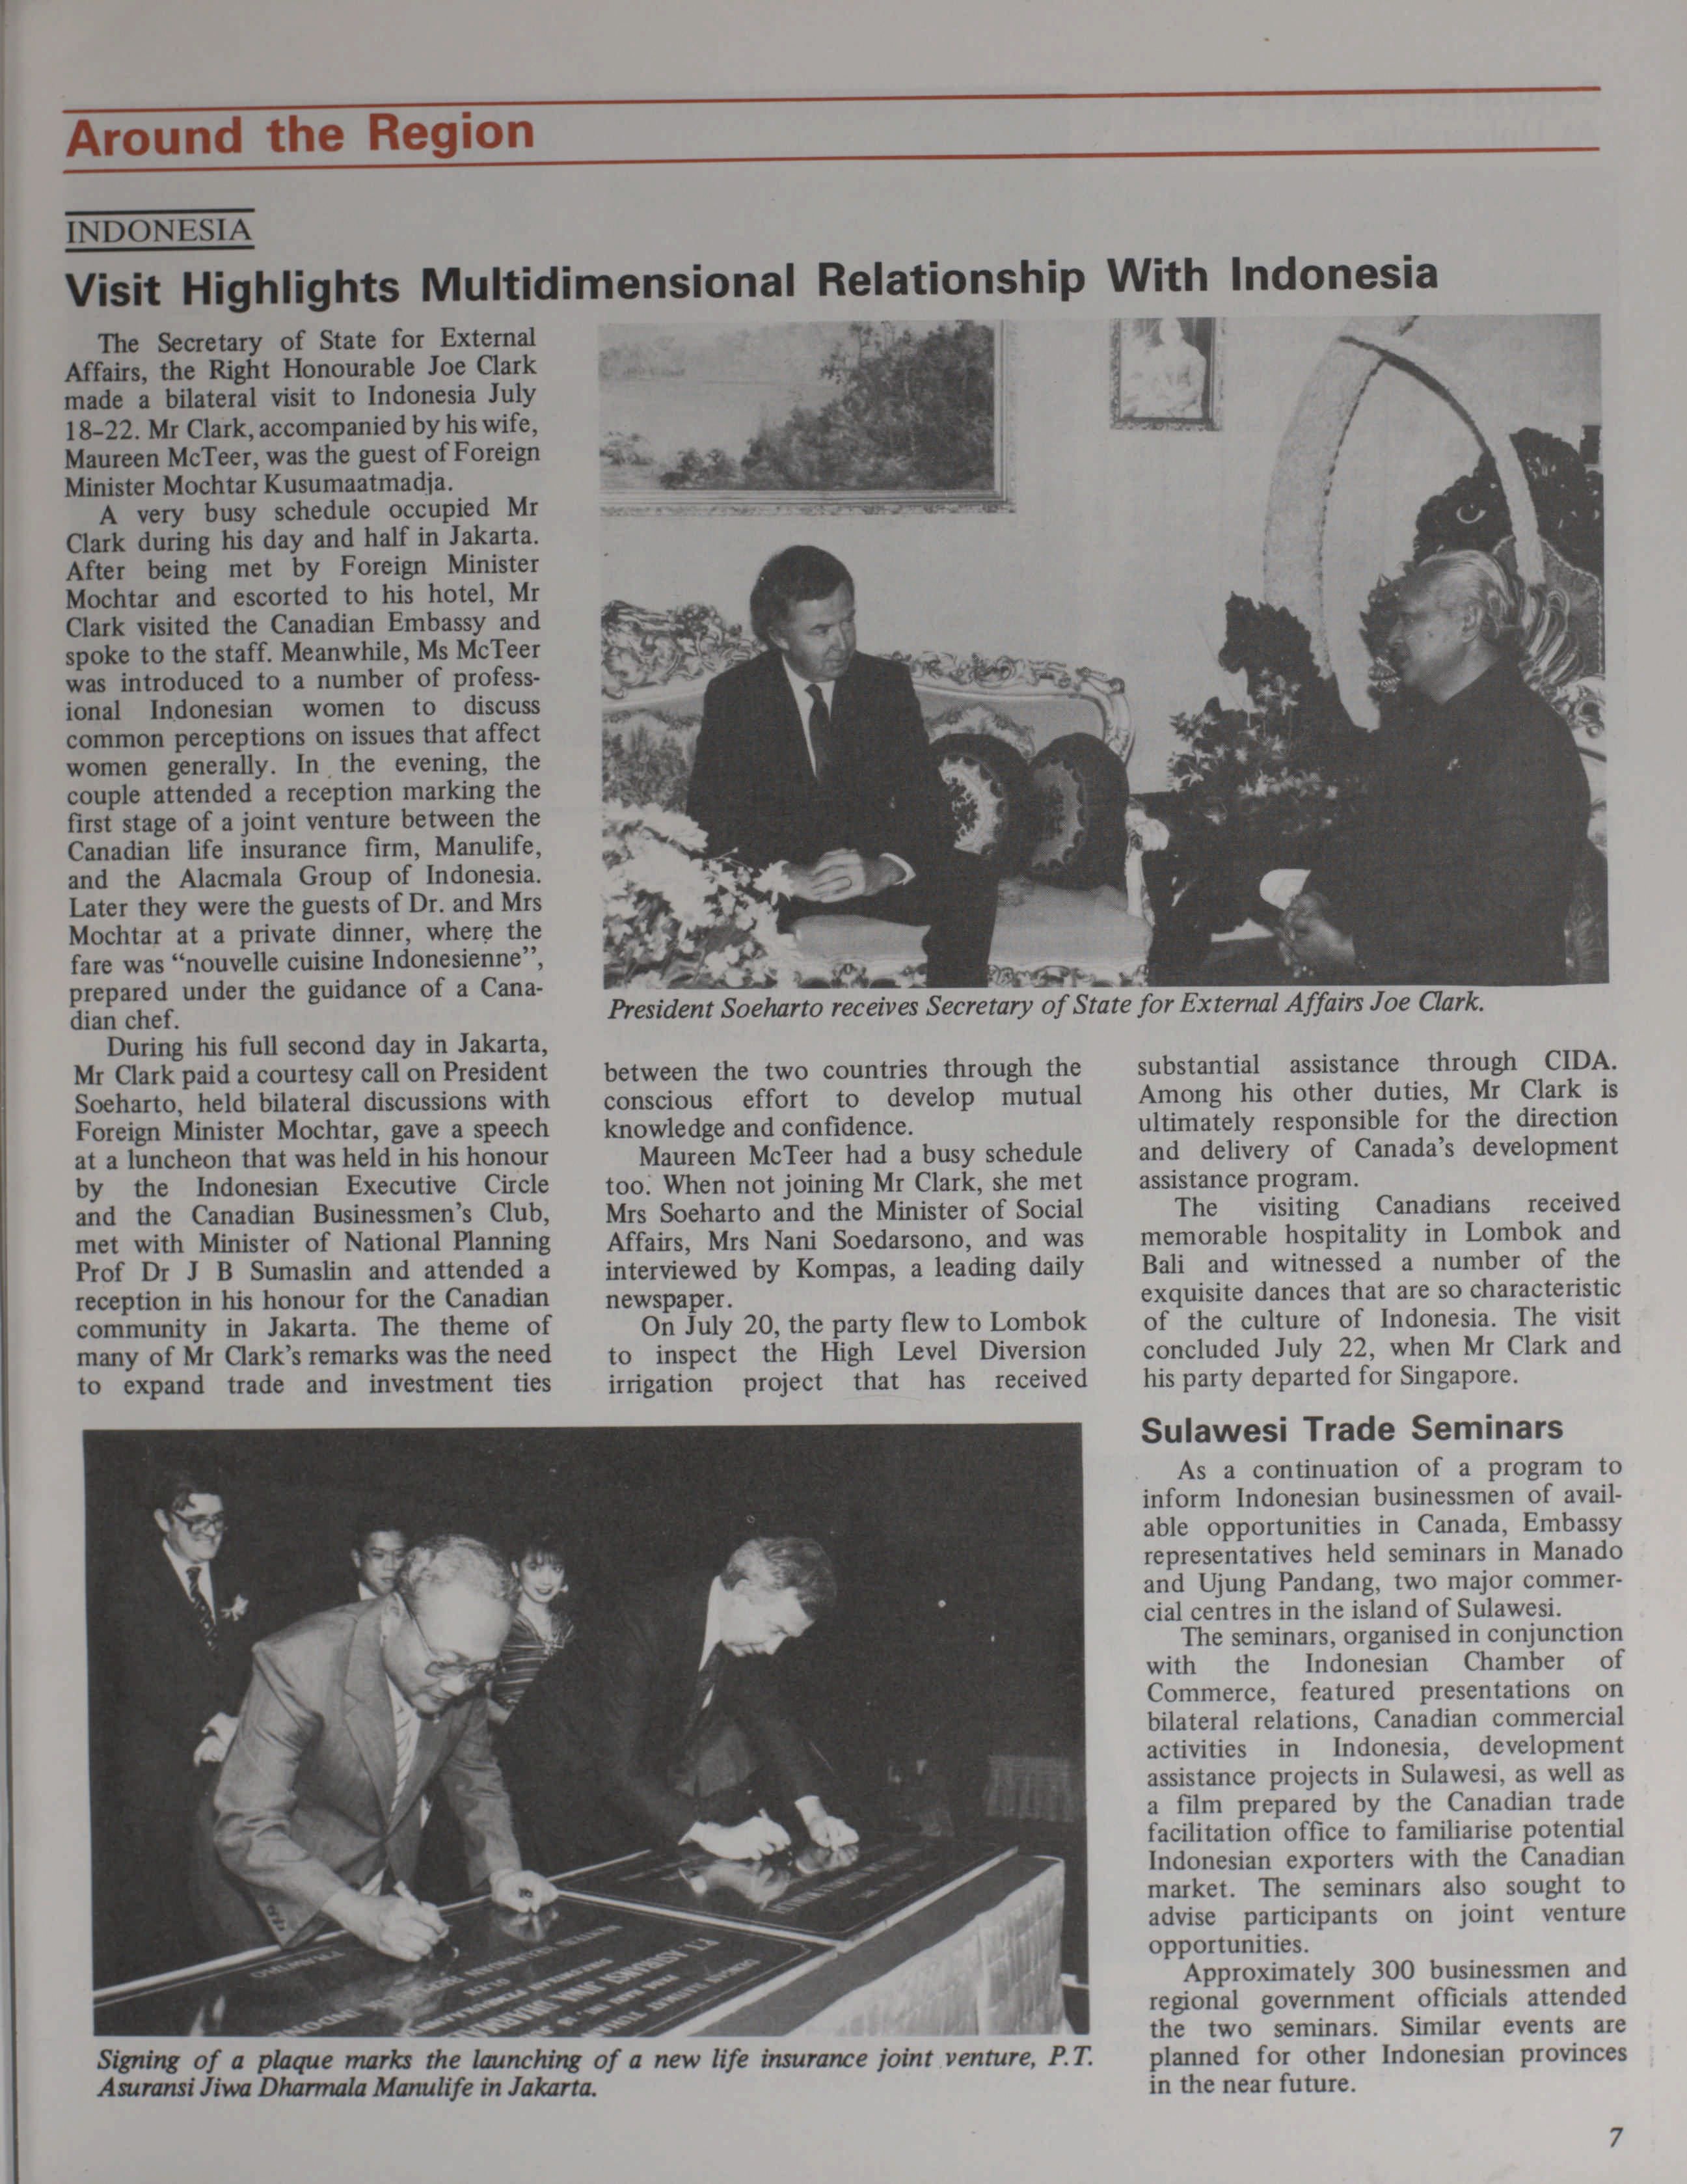 Around the Region
INDONESIA
Visit Highlights Multidimensional Relationship With Indonesia
The Secretary of State for External
Affairs, the Right Honourable Joe Clark
made a bilateral visit to Indonesia July
18-22. Mr Clark, accompanied by his wife,
Maureen McTeer, was the guest of Foreign
Minister Mochtar Kusumaatmadja.
A very busy schedule occupied Mr
Clark during his day and half in Jakarta.
After being met by Foreign Minister
Mochtar and escorted to his hotel, Mr
Clark visited the Canadian Embassy and
spoke to the staff. Meanwhile, Ms McTeer
was introduced to a number of profess-
ional Indonesian women to discuss
common perceptions on issues that affect
women generally. In the evening, the
couple attended a reception marking the
first stage of a joint venture between the
Canadian life insurance firm, Manulife,
and the Alacmala Group of Indonesia.
Later they were the guests of Dr. and Mrs
Mochtar at a private dinner, where the
fare was “nouvelle cuisine Indonesienne”,
prepared under the guidance of a Cana-
dian chef.
During his full second day in Jakarta,
Mr Clark paid a courtesy call on President
Soeharto, held bilateral discussions with
Foreign Minister Mochtar, gave a speech
at a luncheon that was held in his honour
by the Indonesian Executive Circle
and the Canadian Businessmen's Club,
met with Minister of National Planning
Prof Dr J B Sumaslin and attended a
reception in his honour for the Canadian
community in Jakarta. The theme of
many of Mr Clark's remarks was the need
to expand trade and investment ties
President Soeharto receives Secretary of State for External Affairs Joe Clark.
between the two countries through the
conscious effort to develop mutual
knowledge and confidence.
Maureen McTeer had a busy schedule
too. When not joining Mr Clark, she met
Mrs Soeharto and the Minister of Social
Affairs, Mrs Nani Soedarsono, and was
interviewed by Kompas, a leading daily
newspaper.
On July 20, the party flew to Lombok
to inspect the High Level Diversion
irrigation project that has received
substantial assistance through CIDA.
Among his other duties, Mr Clark is
ultimately responsible for the direction
and delivery of Canada's development
assistance program.
The visiting Canadians received
memorable hospitality in Lombok and
Bali and witnessed a number of the
exquisite dances that are so characteristic
of the culture of Indonesia. The visit
concluded July 22, when Mr Clark and
his party departed for Singapore.
Signing of a plaque marks the launching of a new life insurance joint venture, P.T.
Asuransi Jiwa Dharmala Manulife in Jakarta.
Sulawesi Trade Seminars
As a continuation of a program to
inform Indonesian businessmen of avail-
able opportunities in Canada, Embassy
representatives held seminars in Manado
and Ujung Pandang, two major commer-
cial centres in the island of Sulawesi.
The seminars, organised in conjunction
with the Indonesian Chamber of
Commerce, featured presentations on
bilateral relations, Canadian commercial
activities in Indonesia, development
assistance projects in Sulawesi, as well as
a film prepared by the Canadian trade
facilitation office to familiarise potential
Indonesian exporters with the Canadian
market. The seminars also sought to
advise participants on joint venture
opportunities.
Approximately 300 businessmen and
regional government officials attended
the two seminars. Similar events are
planned for other Indonesian provinces
in the near future.
7